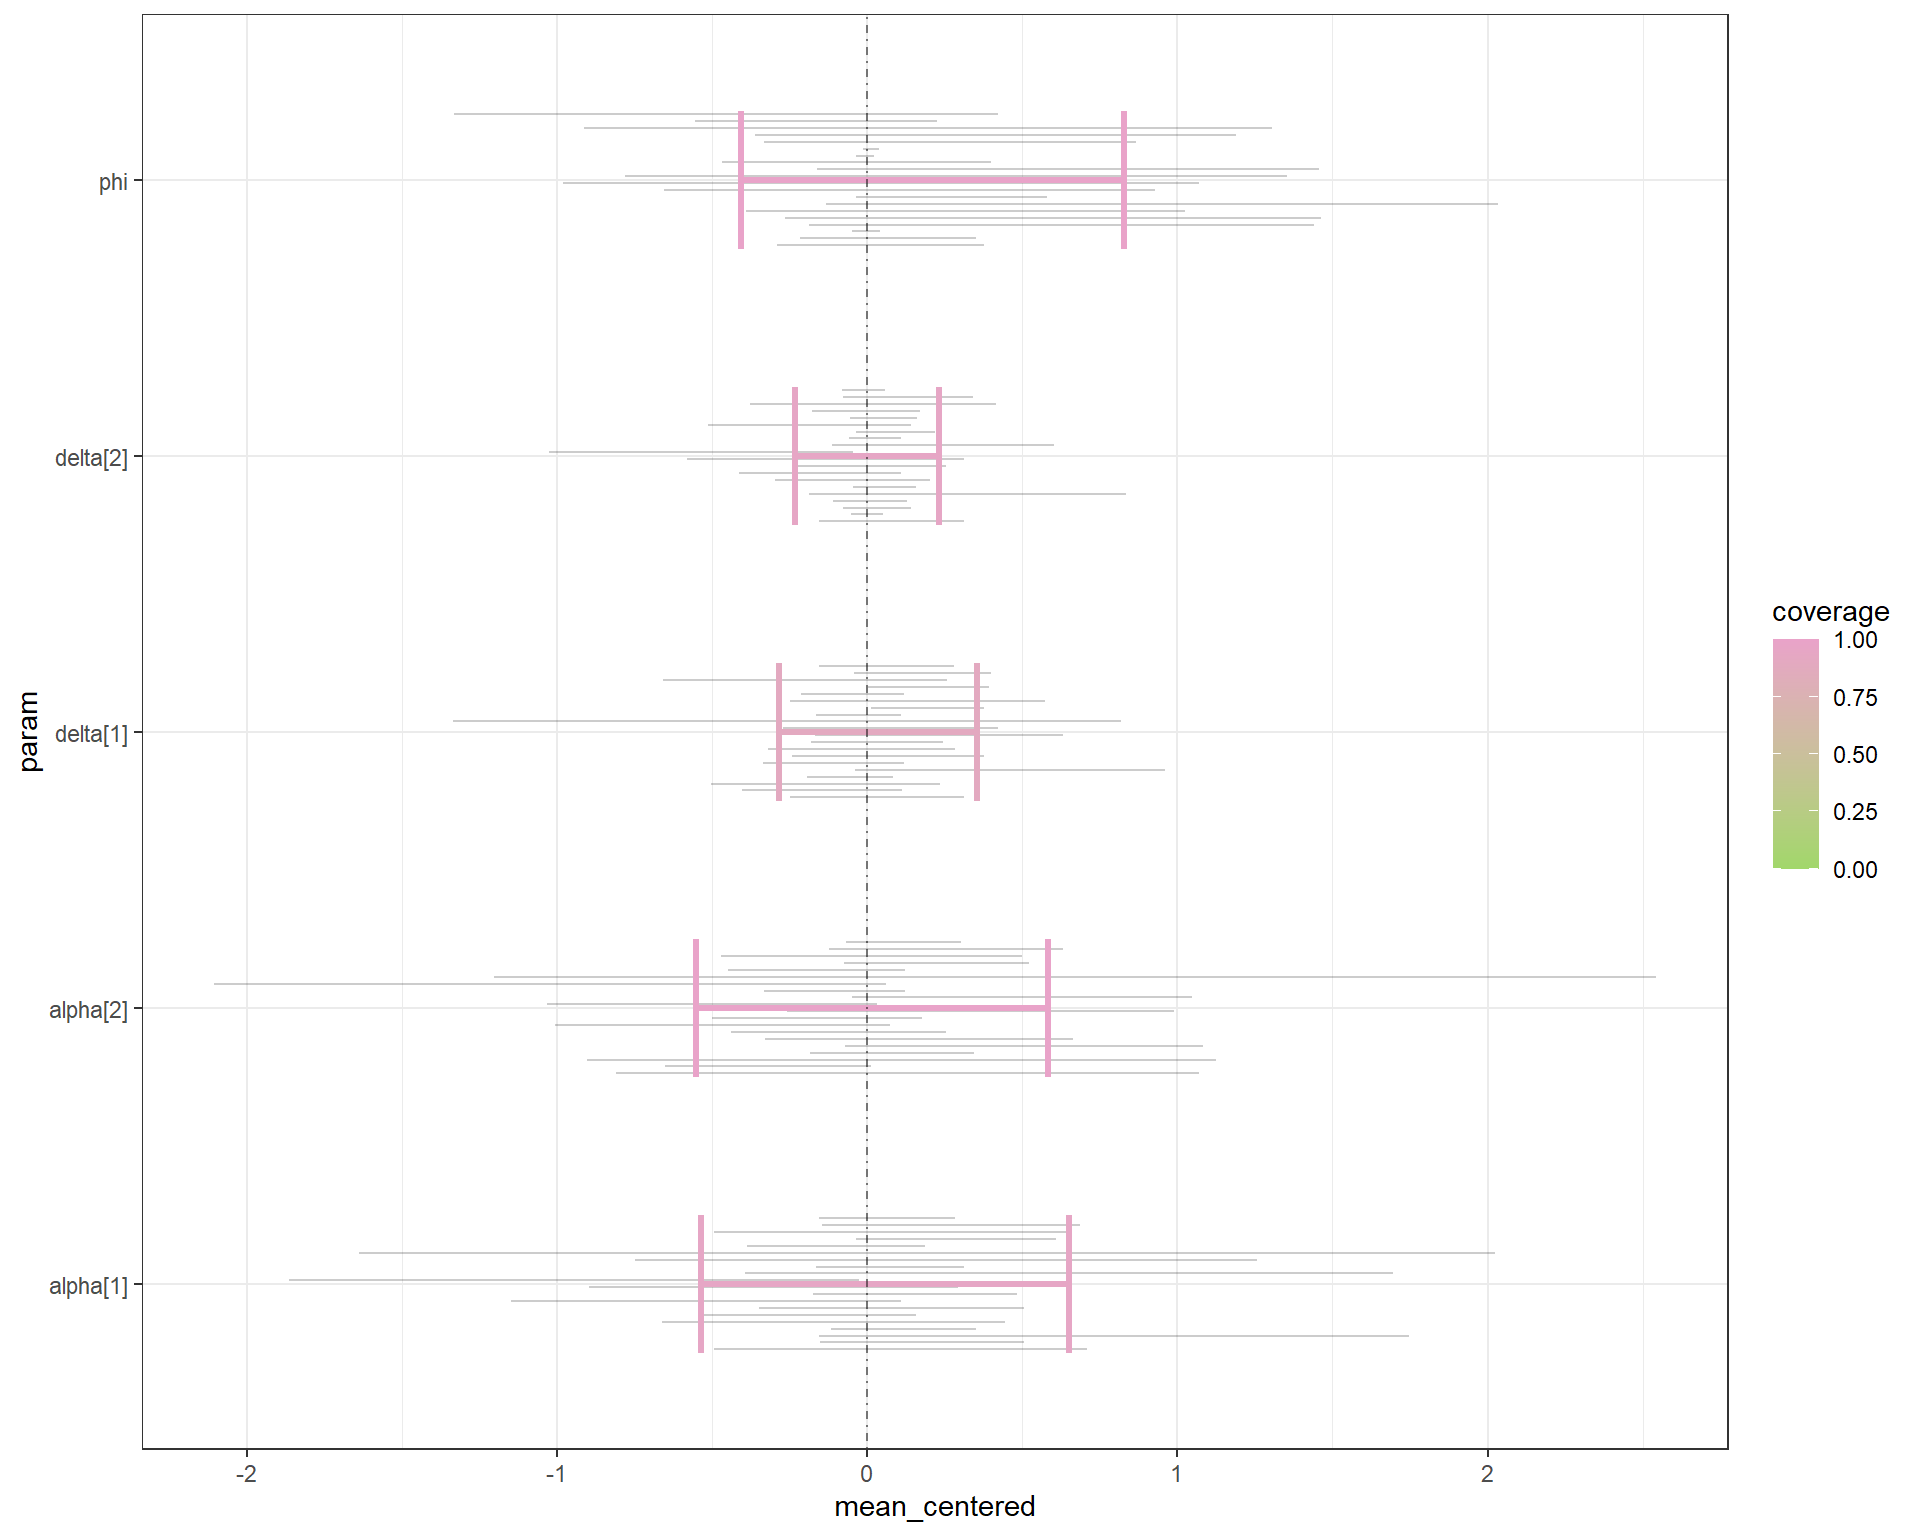 phi
delta[2]
delta[1]
alpha[2]
alpha[1]
param
-2
-1
0
1
2
mean_centered
coverage
1.00
0.75
0.50
0.25
0.00